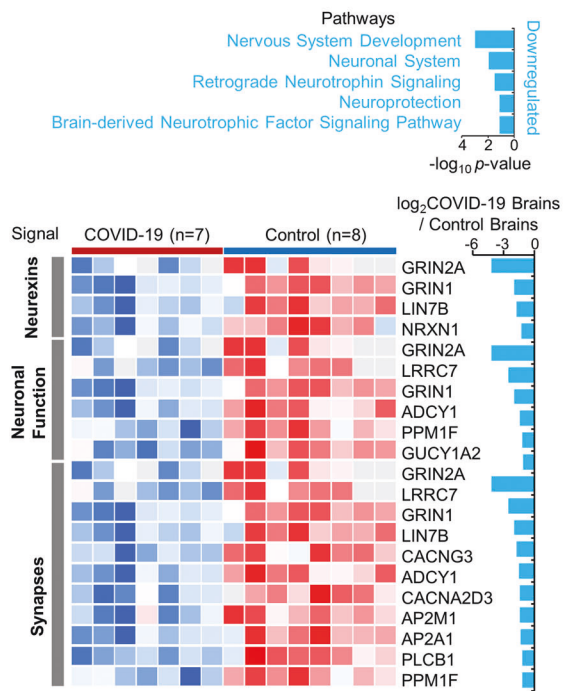 Pathways
Nervous System Development
Neuronal System
Retrograde Neurotrophin Signaling
Neuroprotection
Brain-derived Neurotrophic Factor Signaling Pathway
Downregulated
4 2 0
-log10 p-value
log2COVID-19 Brains
/ Control Brains
-6 -3 0
Signal COVID-19 (n=7) Control (n=8)
Neurexins
GRIN2A
GRIN1
LIN7B
NRXN1
Neuronal
Function
GRIN2A
LRRC7
GRIN1
ADCY1
PPM1F
GUCY1A2
Synapses
GRIN2A
LRRC7
GRIN1
LIN7B
CACNG3
ADCY1
CACNA2D3
AP2M1
AP2A1
PLCB1
PPM1F